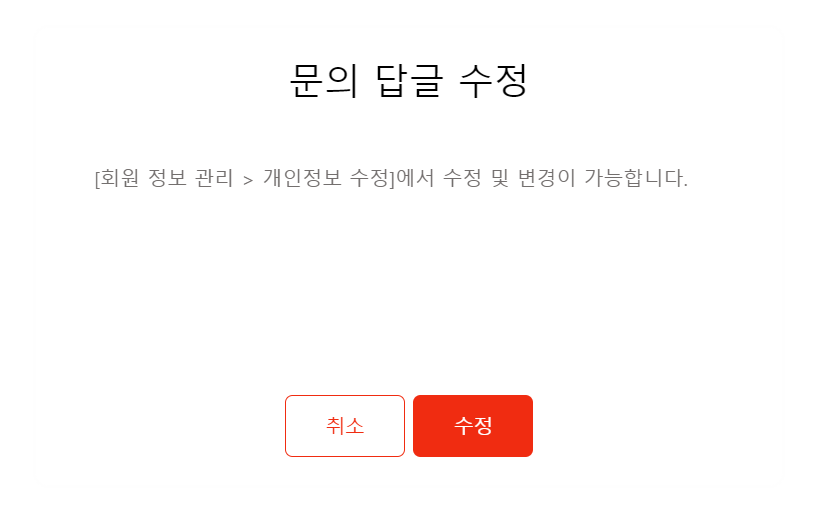 문의 답글 수정
[회원 정보 관리 > 개인정보 수정]에서 수정 및 변경이 가능합니다.
취소 수정